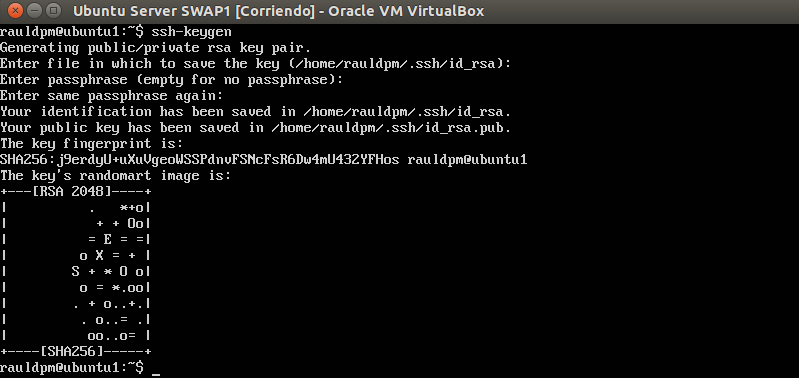 Ubuntu Server SWAP1 [Corriendo] - Oracle VM VirtualBox
rauldpm@ubuntu1:~$ ssh-keygen
Generating public/private rsa key pair.
Enter file in which to save the key (/home/rauldpm/.ssh/id_rsa):
Enter passphrase (empty for no passphrase):
Enter same passphrase again:
Your identification has been saved in /home/rauldpm/.ssh/id_rsa.
Your public key has been saved in /home/rauldpm/.ssh/id_rsa.pub.
The key fingerprint is:
SHA256:j9erdyU+uXuVgeoWSSPdnvFSNcFsR6Dw4mU432YFHos rauldpm@ubuntu1
The key's randomart image is:
+---[RSA 2048]----+
|          .   *+o|
|           + + Oo|
|          = E = =|
|         o X = + |
|        S + * O o|
|         o = *.oo|
|        . + o..+.|
|         . o..= .|
|          oo..o= |
+----[SHA256]-----+
rauldpm@ubuntu1:~$ _